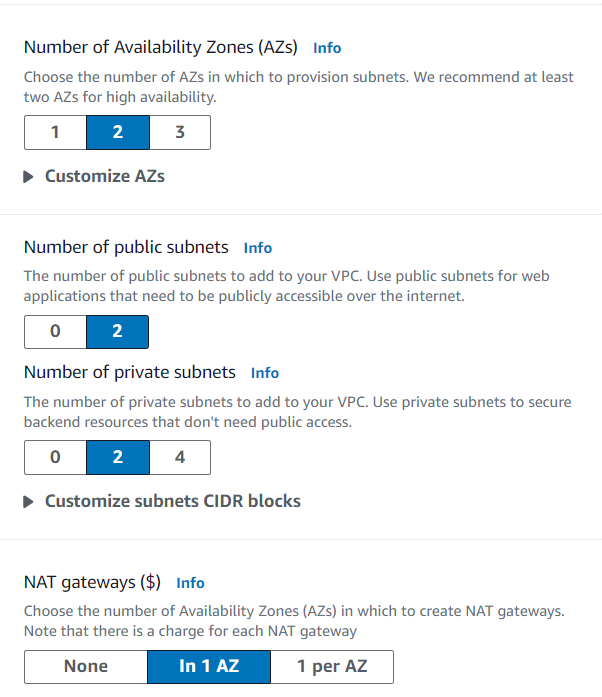 Number of Availability Zones (AZs) Info
Choose the number of AZs in which to provision subnets. We recommend at least
two AZs for high availability.
1 2 3
Customize AZs
Number of public subnets Info
The number of public subnets to add to your VPC. Use public subnets for web
applications that need to be publicly accessible over the internet.
0 2
Number of private subnets Info
The number of private subnets to add to your VPC. Use private subnets to secure
backend resources that don't need public access.
0 2 4
Customize subnets CIDR blocks
NAT gateways ($) Info
Choose the number of Availability Zones (AZs) in which to create NAT gateways.
Note that there is a charge for each NAT gateway
None In 1 AZ 1 per AZ